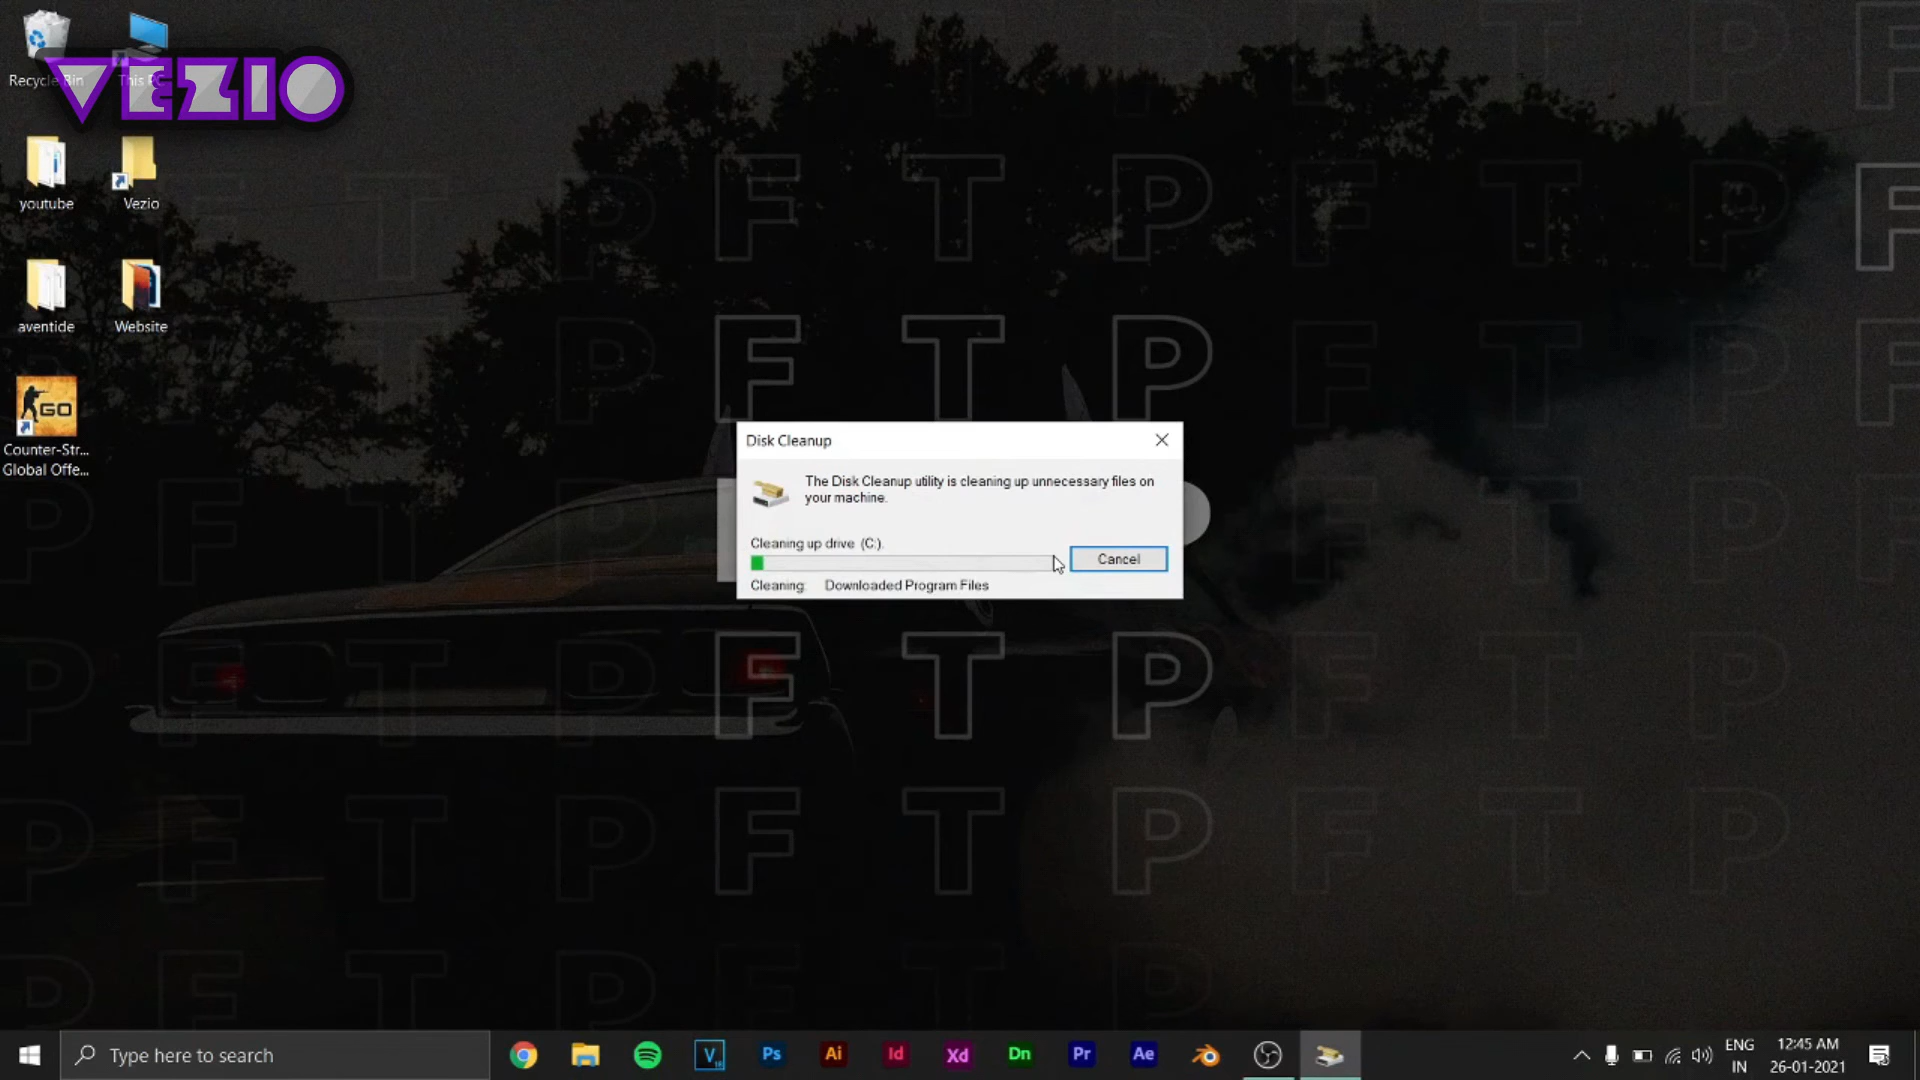 Recycle Bin
This PC
VEZIO
youtube
Vezio
aventide
Website
GO
Counter-Str...
Global Offe...
F T P F T P F
F T P F T P F T P F
F T P F T P F T P F
Disk Cleanup
The Disk Cleanup utility is cleaning up unnecessary files on
your machine.
Cleaning up drive (C:).
Cancel
Cleaning: Downloaded Program Files
P F T P F T P F T P F
P F T P F T P F T P F
P F T P F T P F T P F
Type here to search
V
18
Ps
Ai
Id
Xd
Dn
Pr
Ae
ENG
IN
12:45 AM
26-01-2021